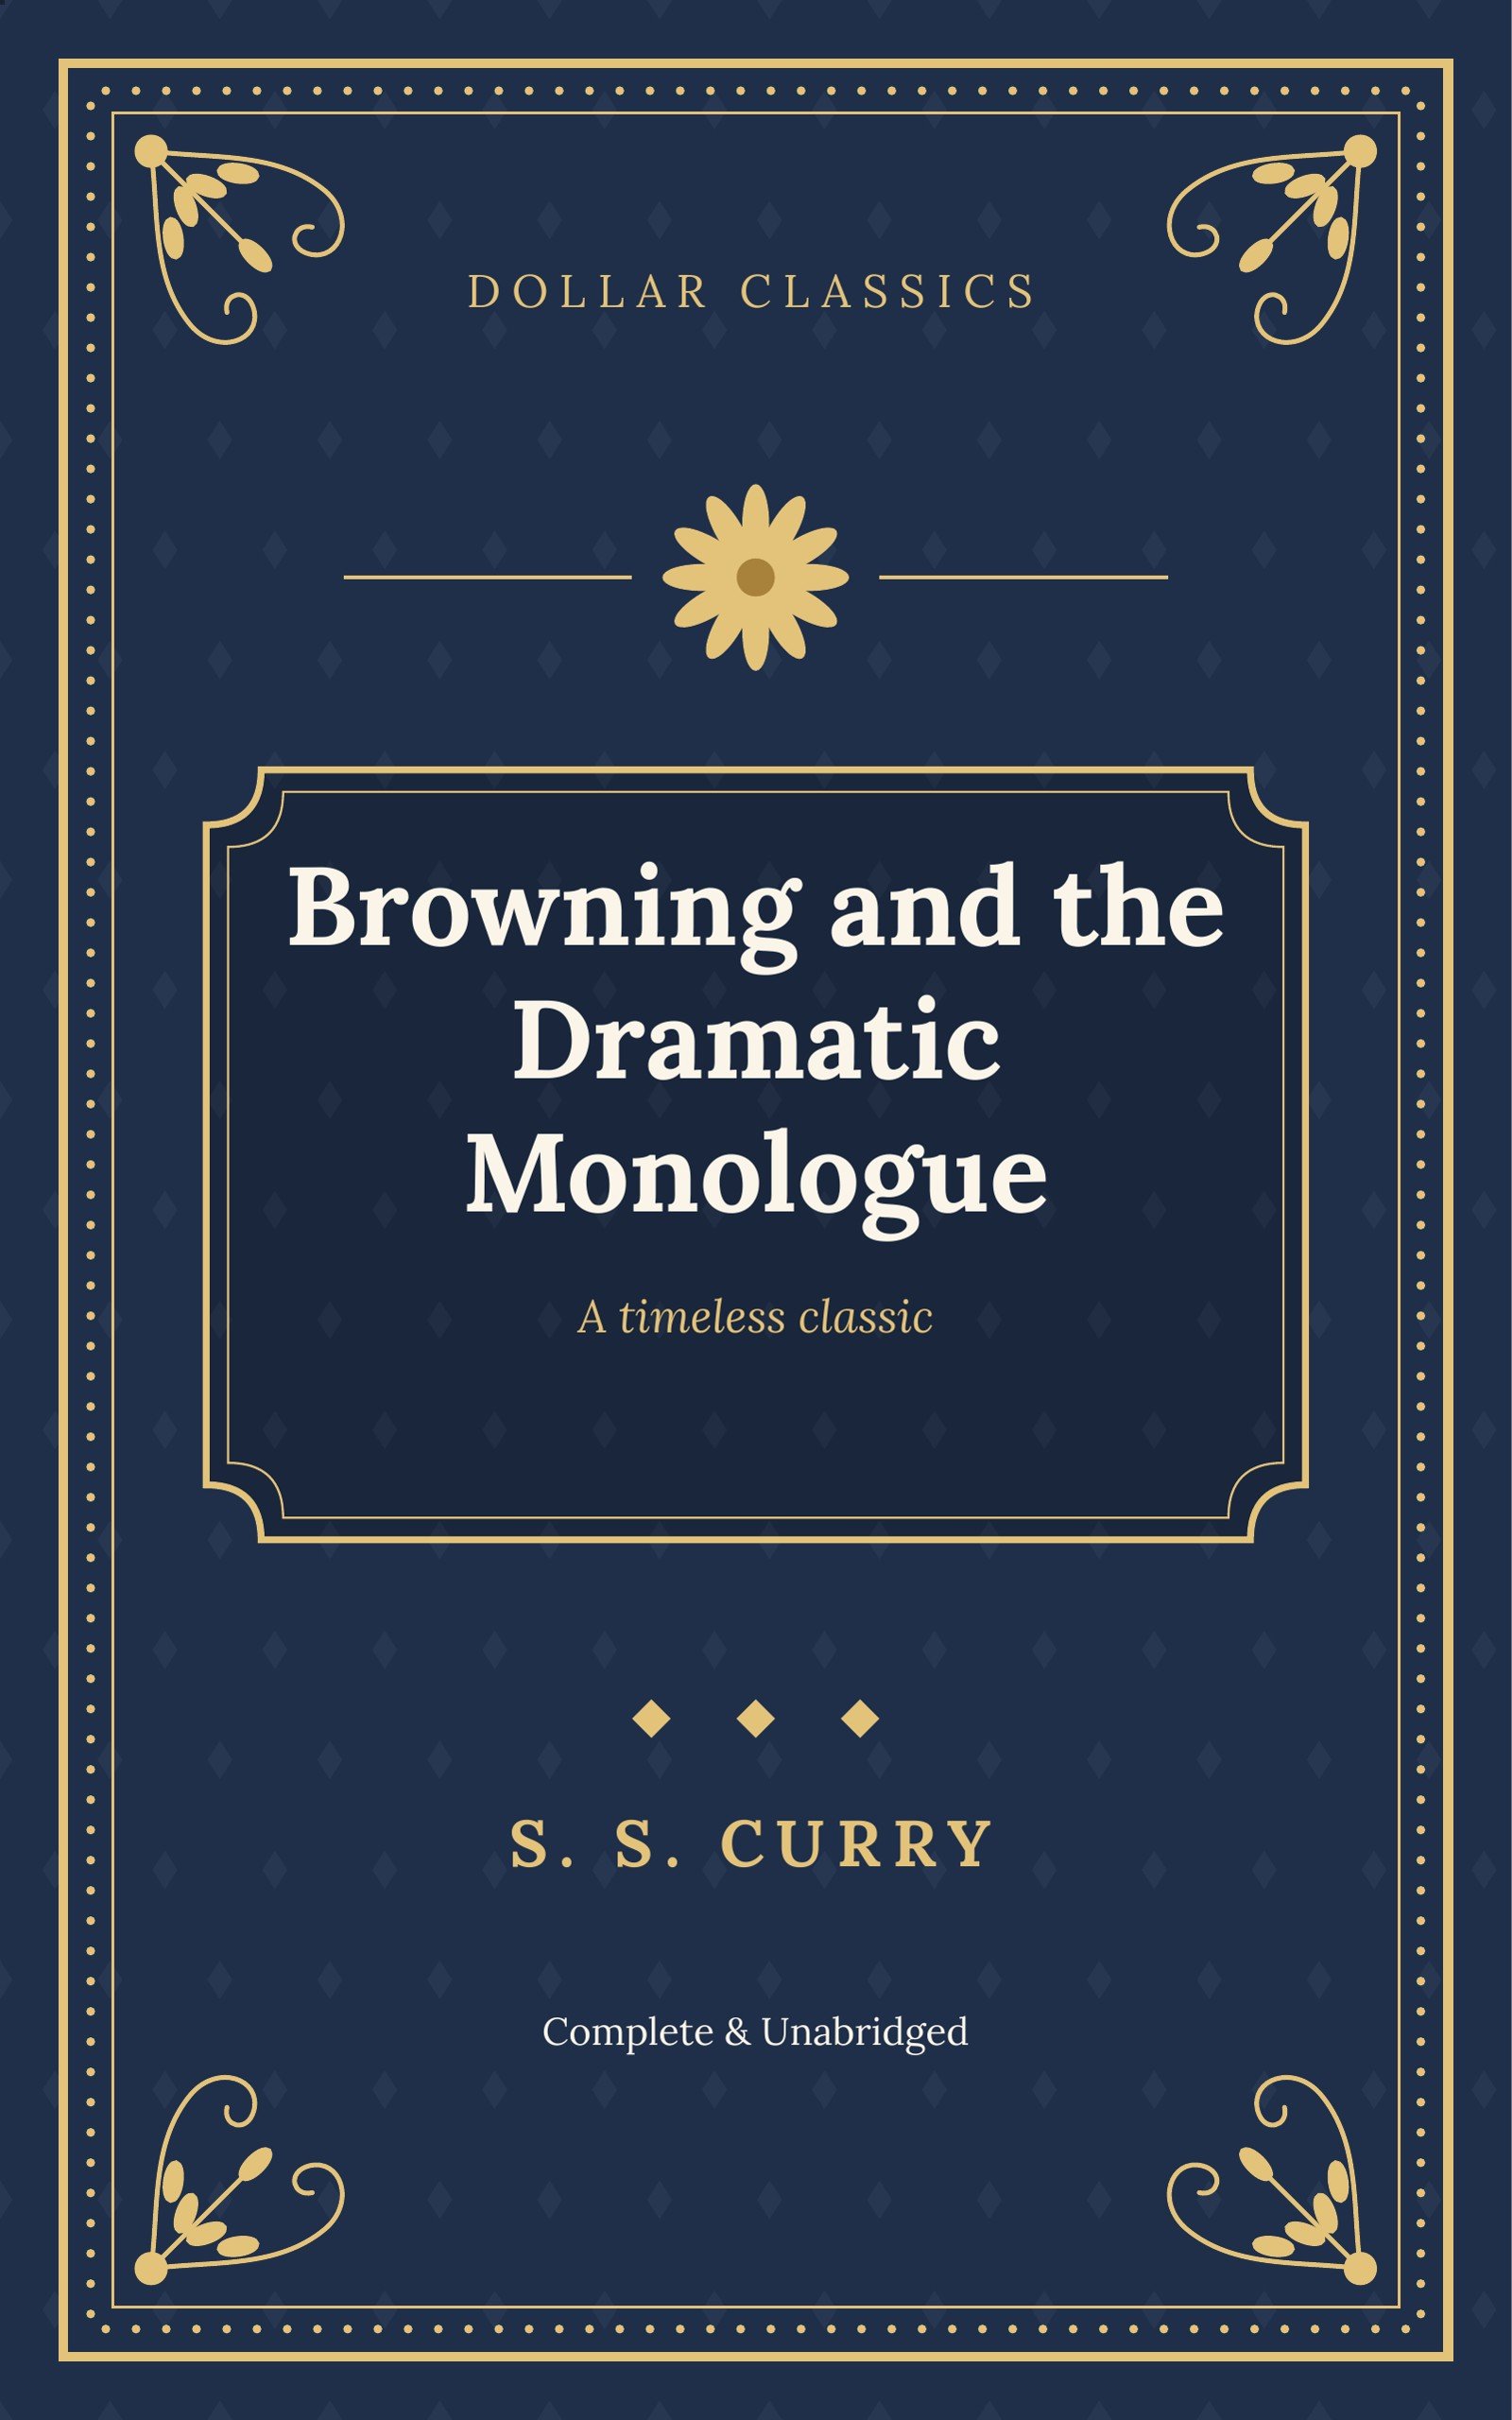 DOLLAR CLASSICS
Browning and the
Dramatic
Monologue
A timeless classic
S. S. CURRY
Complete & Unabridged